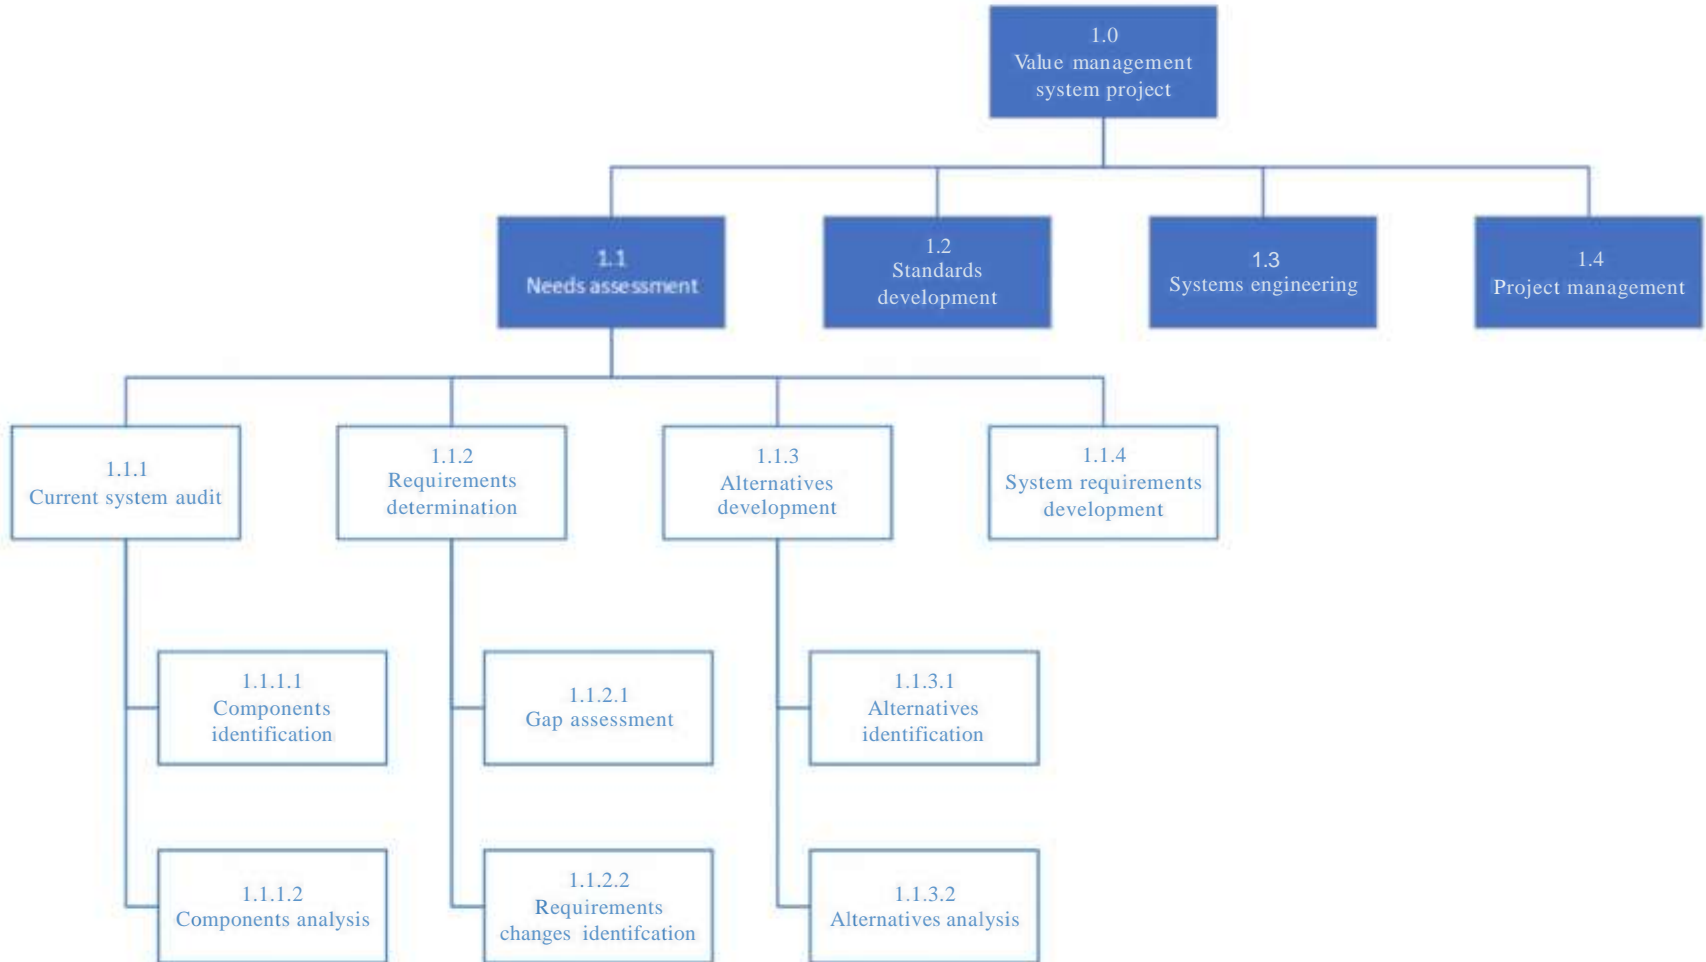 1.0
Value management
system project
1.1
Needs assessment
1.2
Standards
development
1.3
Systems engineering
1.4
Project management
1.1.1
Current system audit
1.1.2
Requirements
determination
1.1.3
Alternatives
development
1.1.4
System requirements
development
1.1.1.1
Components
identification
1.1.2.1
Gap assessment
1.1.3.1
Alternatives
identification
1.1.1.2
Components analysis
1.1.2.2
Requirements
changes identifcation
1.1.3.2
Alternatives analysis